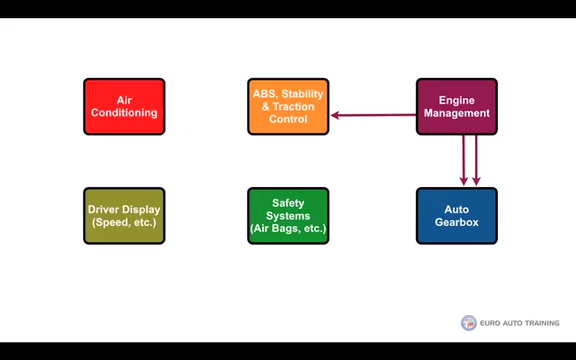 Air
Conditioning
ABS, Stability
& Traction
Control
Engine
Management
Driver Display
(Speed, etc.)
Safety
Systems
(Air Bags, etc.)
Auto
Gearbox
EURO AUTO TRAINING